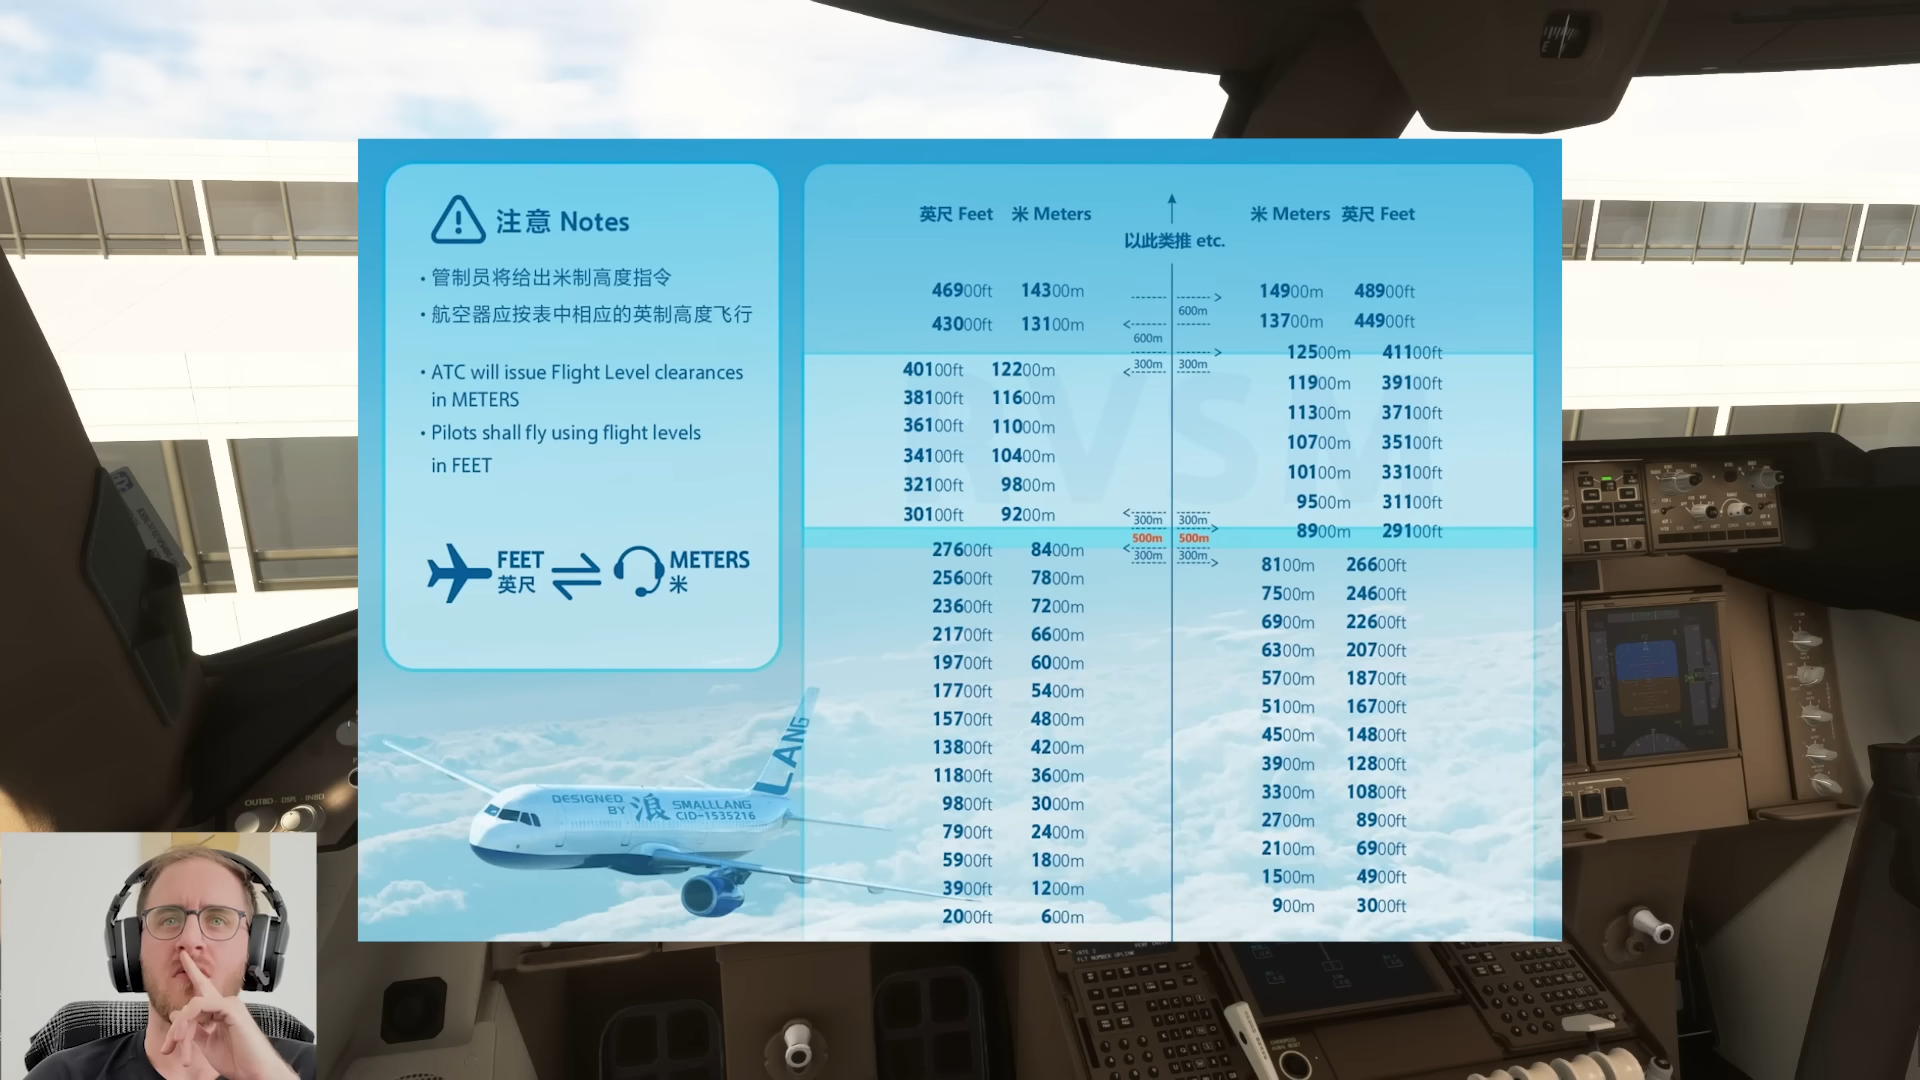 注意 Notes
• 管制员将给出米制高度指令
• 航空器应按表中相应的英制高度飞行
• ATC will issue Flight Level clearances
in METERS
• Pilots shall fly using flight levels
in FEET
FEET
英尺
METERS
米
DESIGNED
BY
浪
SMALLLANG
CID-1535216
LANG
英尺 Feet 米 Meters
以此类推 etc.
米 Meters 英尺 Feet
46900ft 14300m
43000ft 13100m
40100ft 12200m
38100ft 11600m
36100ft 11000m
34100ft 10400m
32100ft 9800m
30100ft 9200m
27600ft 8400m
25600ft 7800m
23600ft 7200m
21700ft 6600m
19700ft 6000m
17700ft 5400m
15700ft 4800m
13800ft 4200m
11800ft 3600m
9800ft 3000m
7900ft 2400m
5900ft 1800m
3900ft 1200m
2000ft 600m
600m
600m
300m 300m
300m 300m
500m 500m
300m 300m
RVSM
14900m 48900ft
13700m 44900ft
12500m 41100ft
11900m 39100ft
11300m 37100ft
10700m 35100ft
10100m 33100ft
9500m 31100ft
8900m 29100ft
8100m 26600ft
7500m 24600ft
6900m 22600ft
6300m 20700ft
5700m 18700ft
5100m 16700ft
4500m 14800ft
3900m 12800ft
3300m 10800ft
2700m 8900ft
2100m 6900ft
1500m 4900ft
900m 3000ft
OUTBD - DSPL - INBD
FLT NUMBER UPLINK